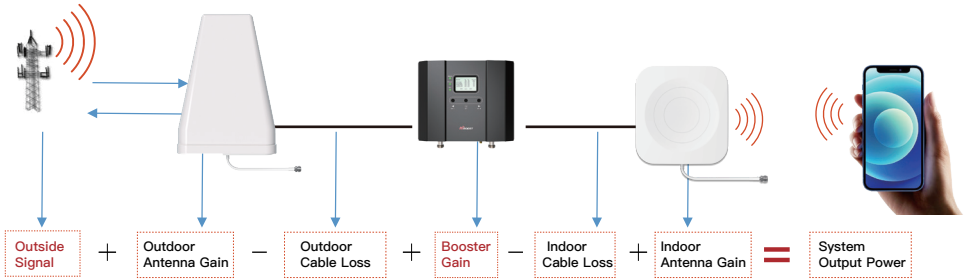 Outside
Signal
+
Outdoor
Antenna Gain
−
Outdoor
Cable Loss
+
Booster
Gain
−
Indoor
Cable Loss
+
Indoor
Antenna Gain
=
System
Output Power